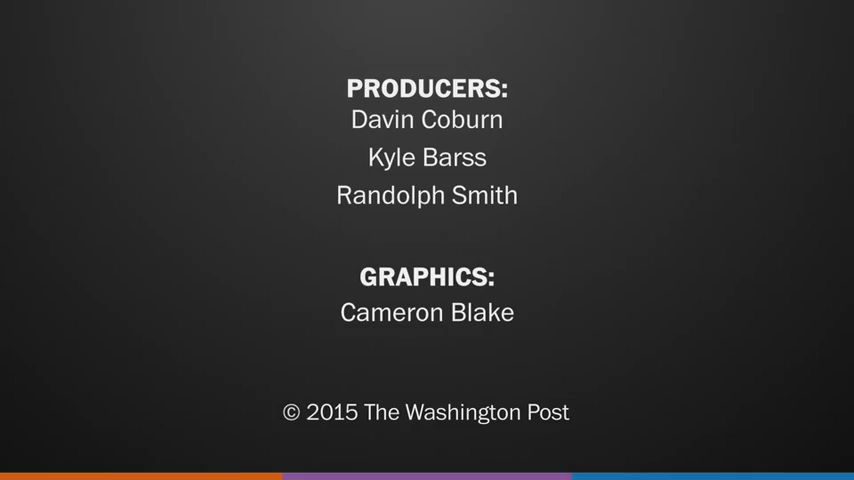 PRODUCERS:
Davin Coburn
Kyle Barss
Randolph Smith
GRAPHICS:
Cameron Blake
© 2015 The Washington Post